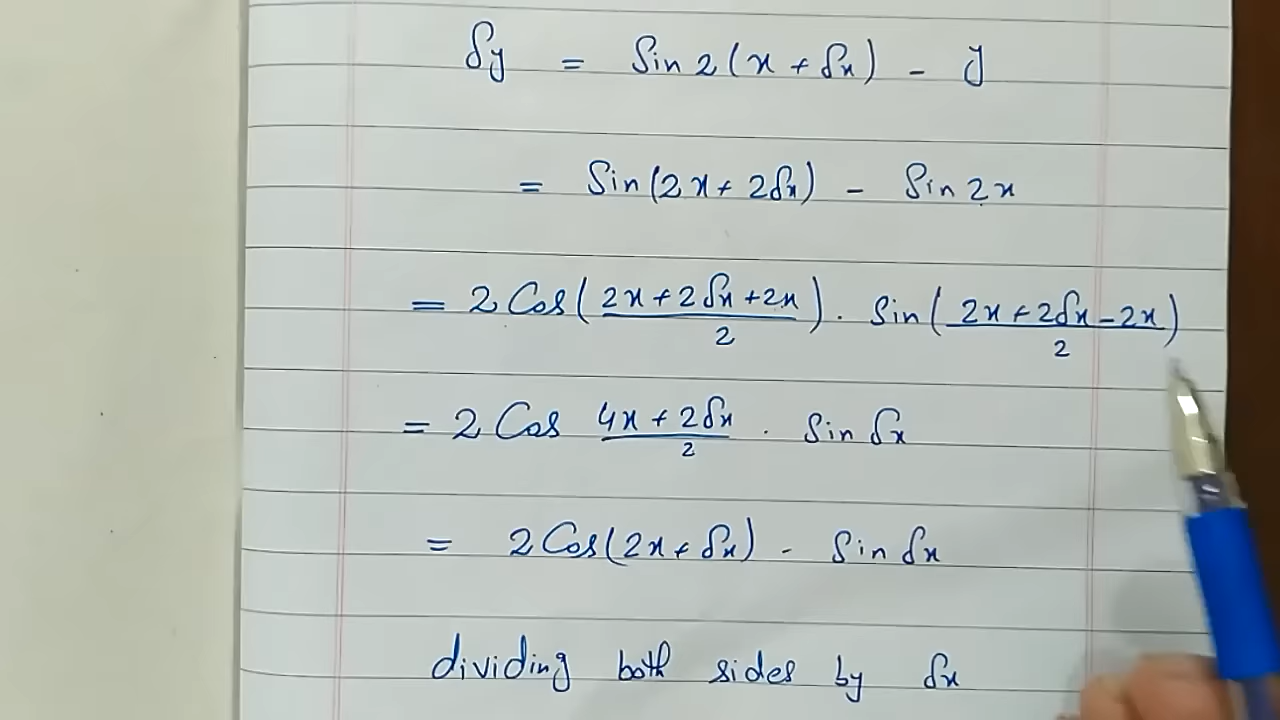 δy = Sin 2(x + δx) - y
= Sin(2x + 2δx) - Sin 2x
= 2 Cos(2x + 2δx + 2x / 2) . Sin(2x + 2δx - 2x / 2)
= 2 Cos 4x + 2δx / 2 . Sin δx
= 2 Cos(2x + δx) - Sin δx
dividing both sides by δx